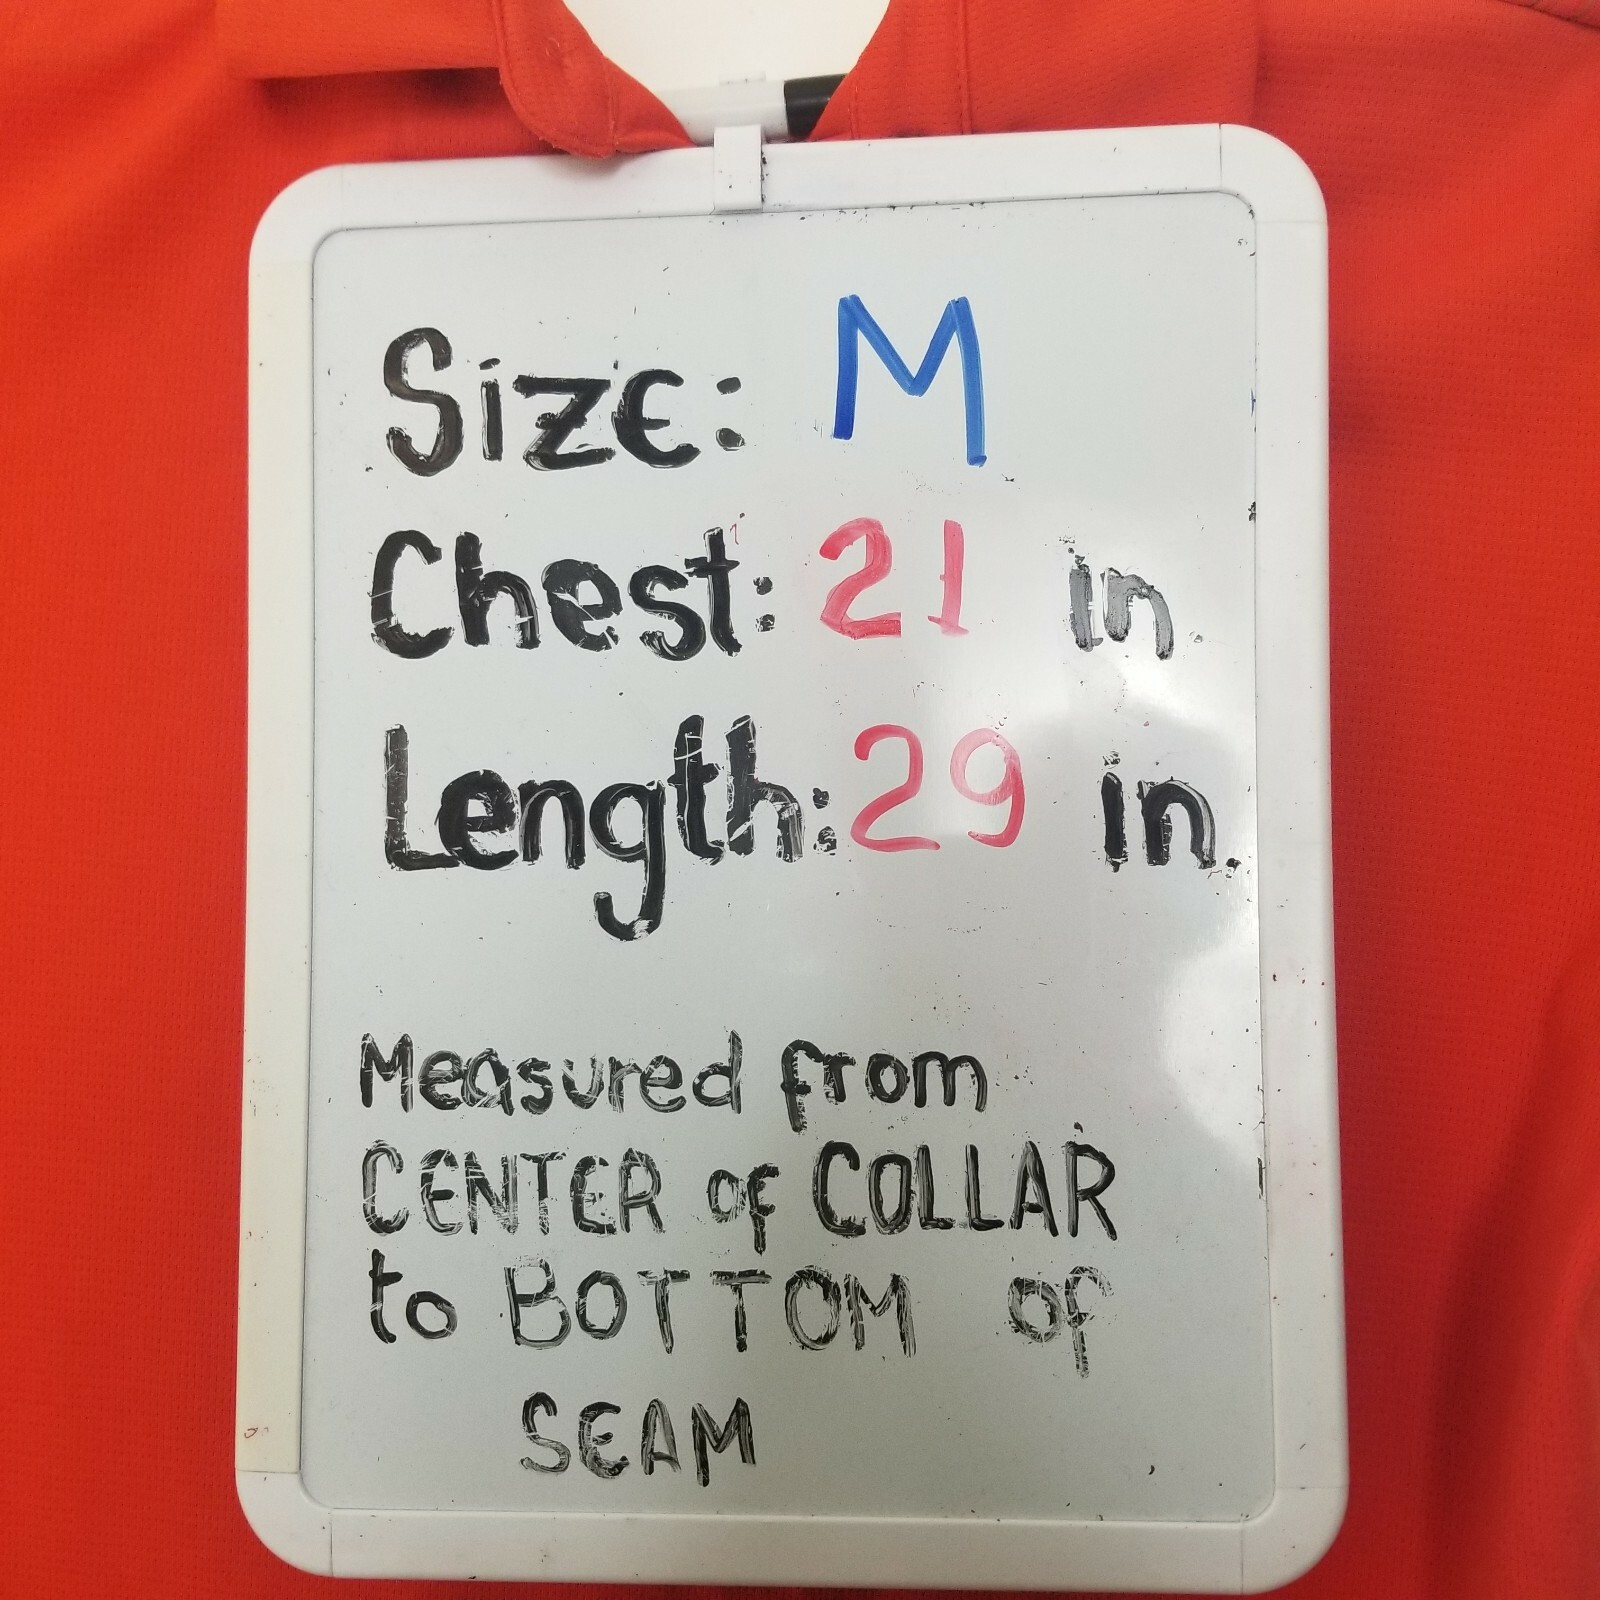 Size: M
Chest: 21 in.
Length: 29 in.
Measured from
CENTER of COLLAR
to BOTTOM of
SEAM